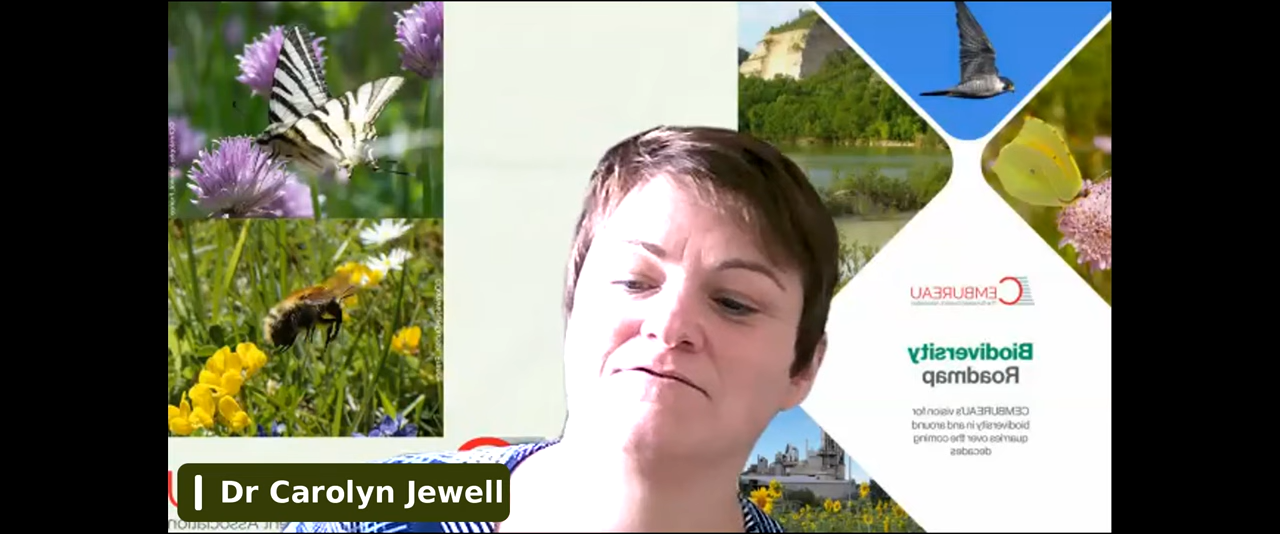 CEMBUREAU
Biodiversity
Roadmap
CEMBUREAU's vision for
biodiversity in and around
quarries over the coming
decades
Dr Carolyn Jewell